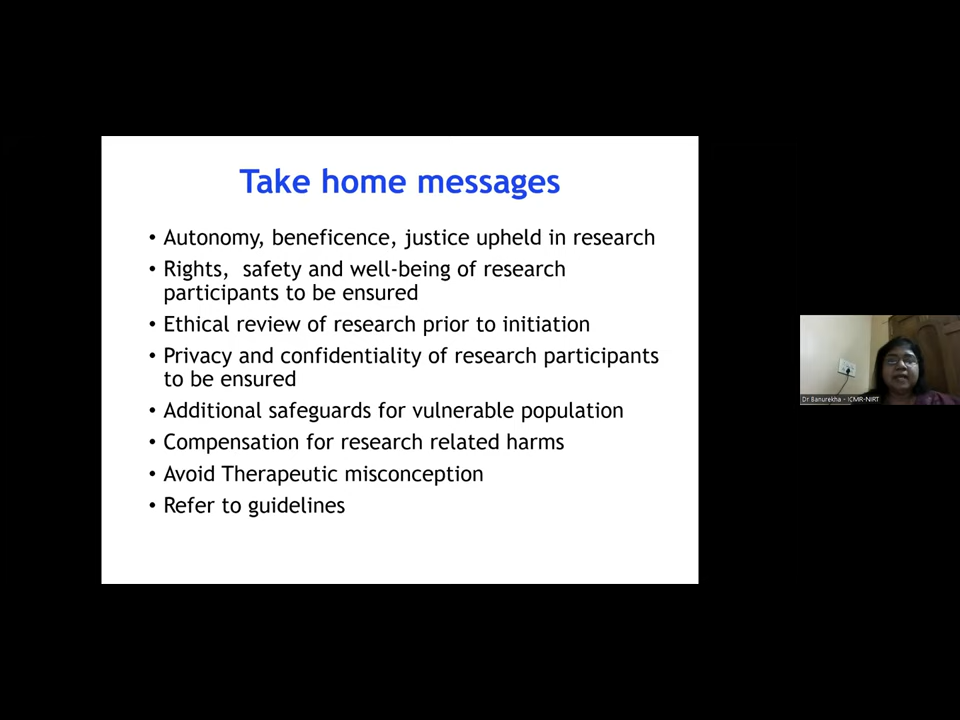 Take home messages
• Autonomy, beneficence, justice upheld in research
• Rights,  safety and well-being of research
participants to be ensured
• Ethical review of research prior to initiation
• Privacy and confidentiality of research participants
to be ensured
• Additional safeguards for vulnerable population
• Compensation for research related harms
• Avoid Therapeutic misconception
• Refer to guidelines
Dr Banurekha - ICMR-NIRT